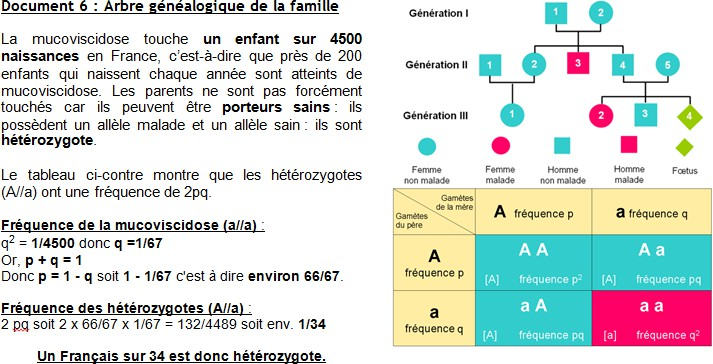 Document 6 : Arbre généalogique de la famille
La mucoviscidose touche un enfant sur 4500
naissances en France, c'est-à-dire que près de 200
enfants qui naissent chaque année sont atteints de
mucoviscidose. Les parents ne sont pas forcément
touchés car ils peuvent être porteurs sains : ils
possèdent un allèle malade et un allèle sain : ils sont
hétérozygote.
Le tableau ci-contre montre que les hétérozygotes
(A//a) ont une fréquence de 2pq.
Fréquence de la mucoviscidose (a//a) :
q² = 1/4500 donc q =1/67
Or, p + q = 1
Donc p = 1 - q soit 1 - 1/67 c'est à dire environ 66/67.
Fréquence des hétérozygotes (A//a) :
2 pq soit 2 x 66/67 x 1/67 = 132/4489 soit env. 1/34
Un Français sur 34 est donc hétérozygote.
Génération I
1 2
Génération II
1 2 3 4 5
Génération III
1 2 3 4
Femme non malade
Femme malade
Homme non malade
Homme malade
Fœtus
Gamètes de la mère
Gamètes du père
A fréquence p
a fréquence q
A fréquence p
A A
[A] fréquence p²
A a
[A] fréquence pq
a fréquence q
a A
[A] fréquence pq
a a
[a] fréquence q²